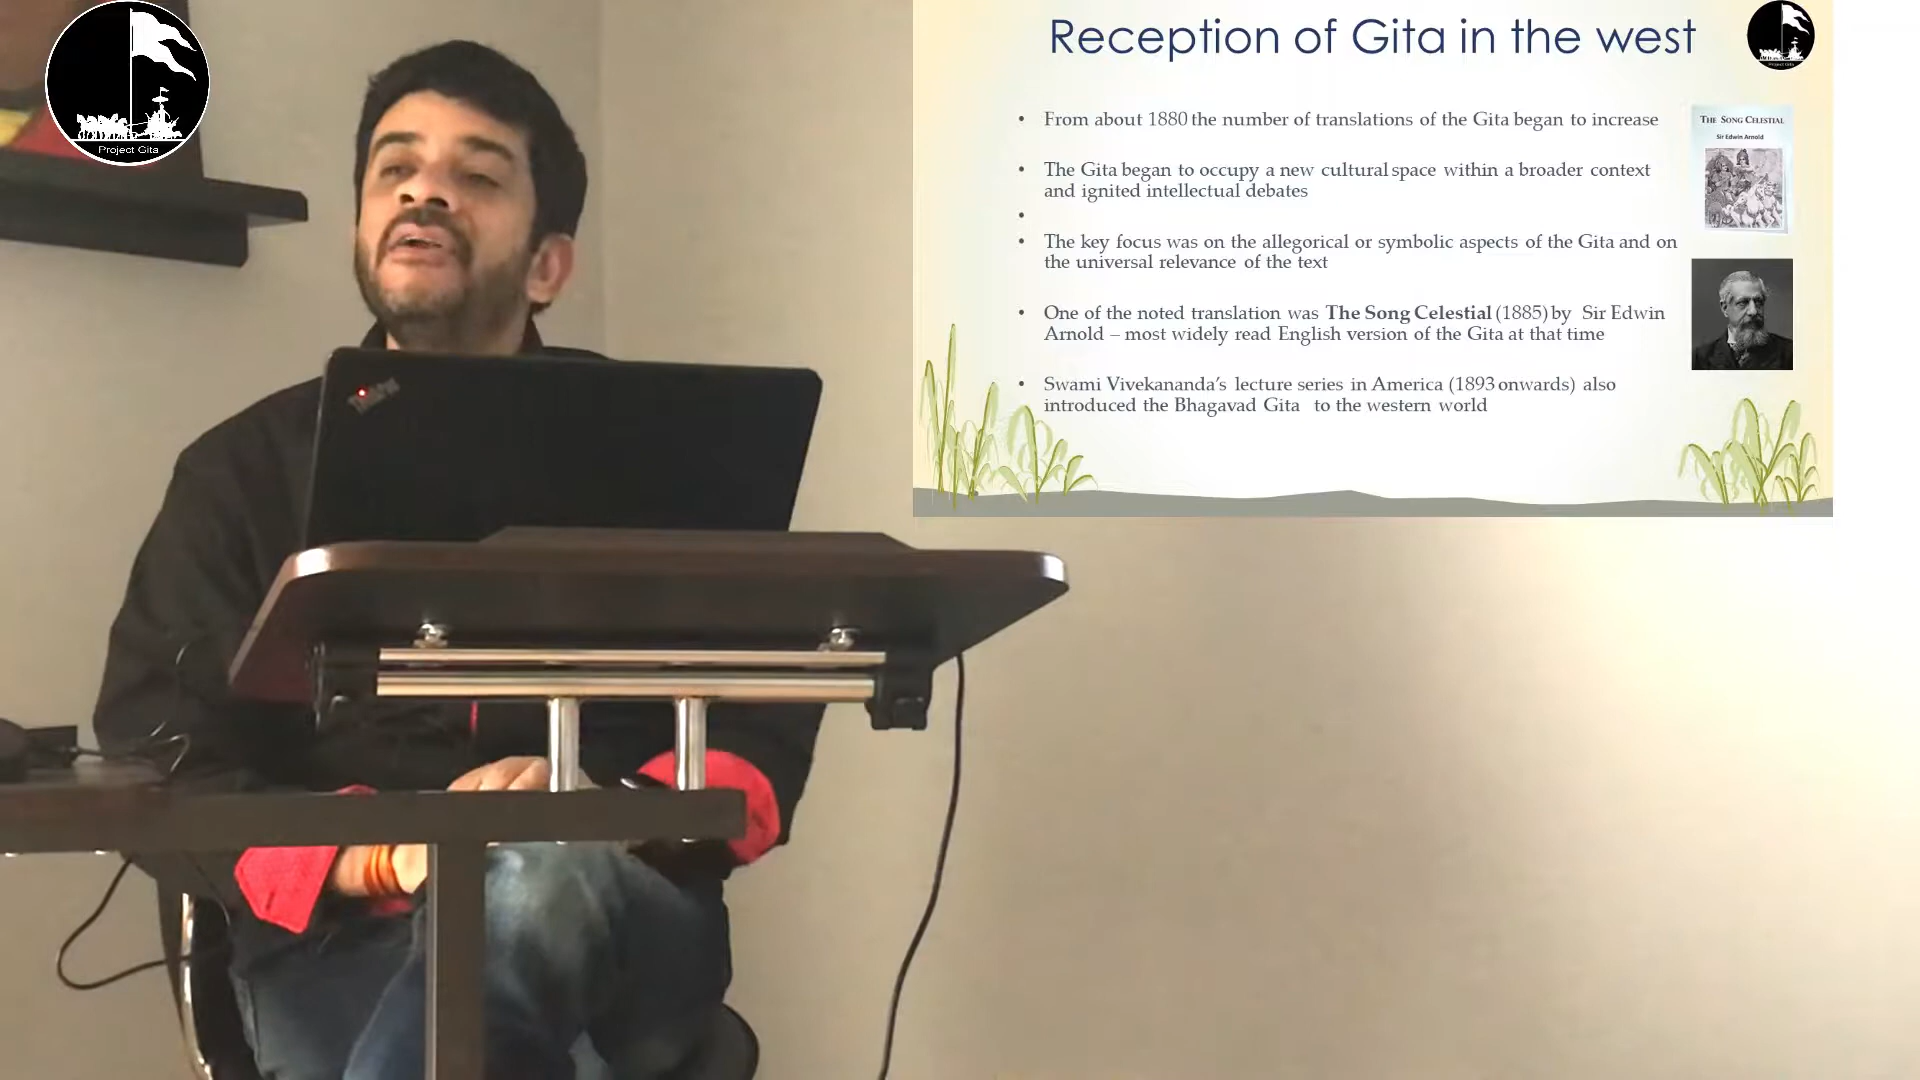 Project Gita
Reception of Gita in the west
• From about 1880 the number of translations of the Gita began to increase
• The Gita began to occupy a new cultural space within a broader context
and ignited intellectual debates
•
• The key focus was on the allegorical or symbolic aspects of the Gita and on
the universal relevance of the text
• One of the noted translation was The Song Celestial (1885) by Sir Edwin
Arnold – most widely read English version of the Gita at that time
• Swami Vivekananda's lecture series in America (1893 onwards) also
introduced the Bhagavad Gita to the western world
THE SONG CELESTIAL
Sir Edwin Arnold